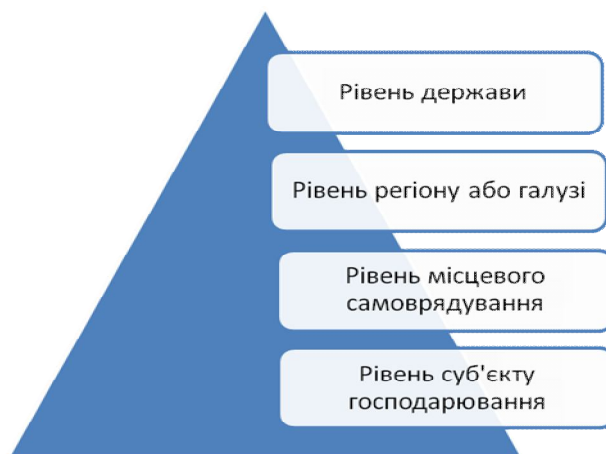 Рівень держави
Рівень регіону або галузі
Рівень місцевого
самоврядування
Рівень суб'єкту
господарювання